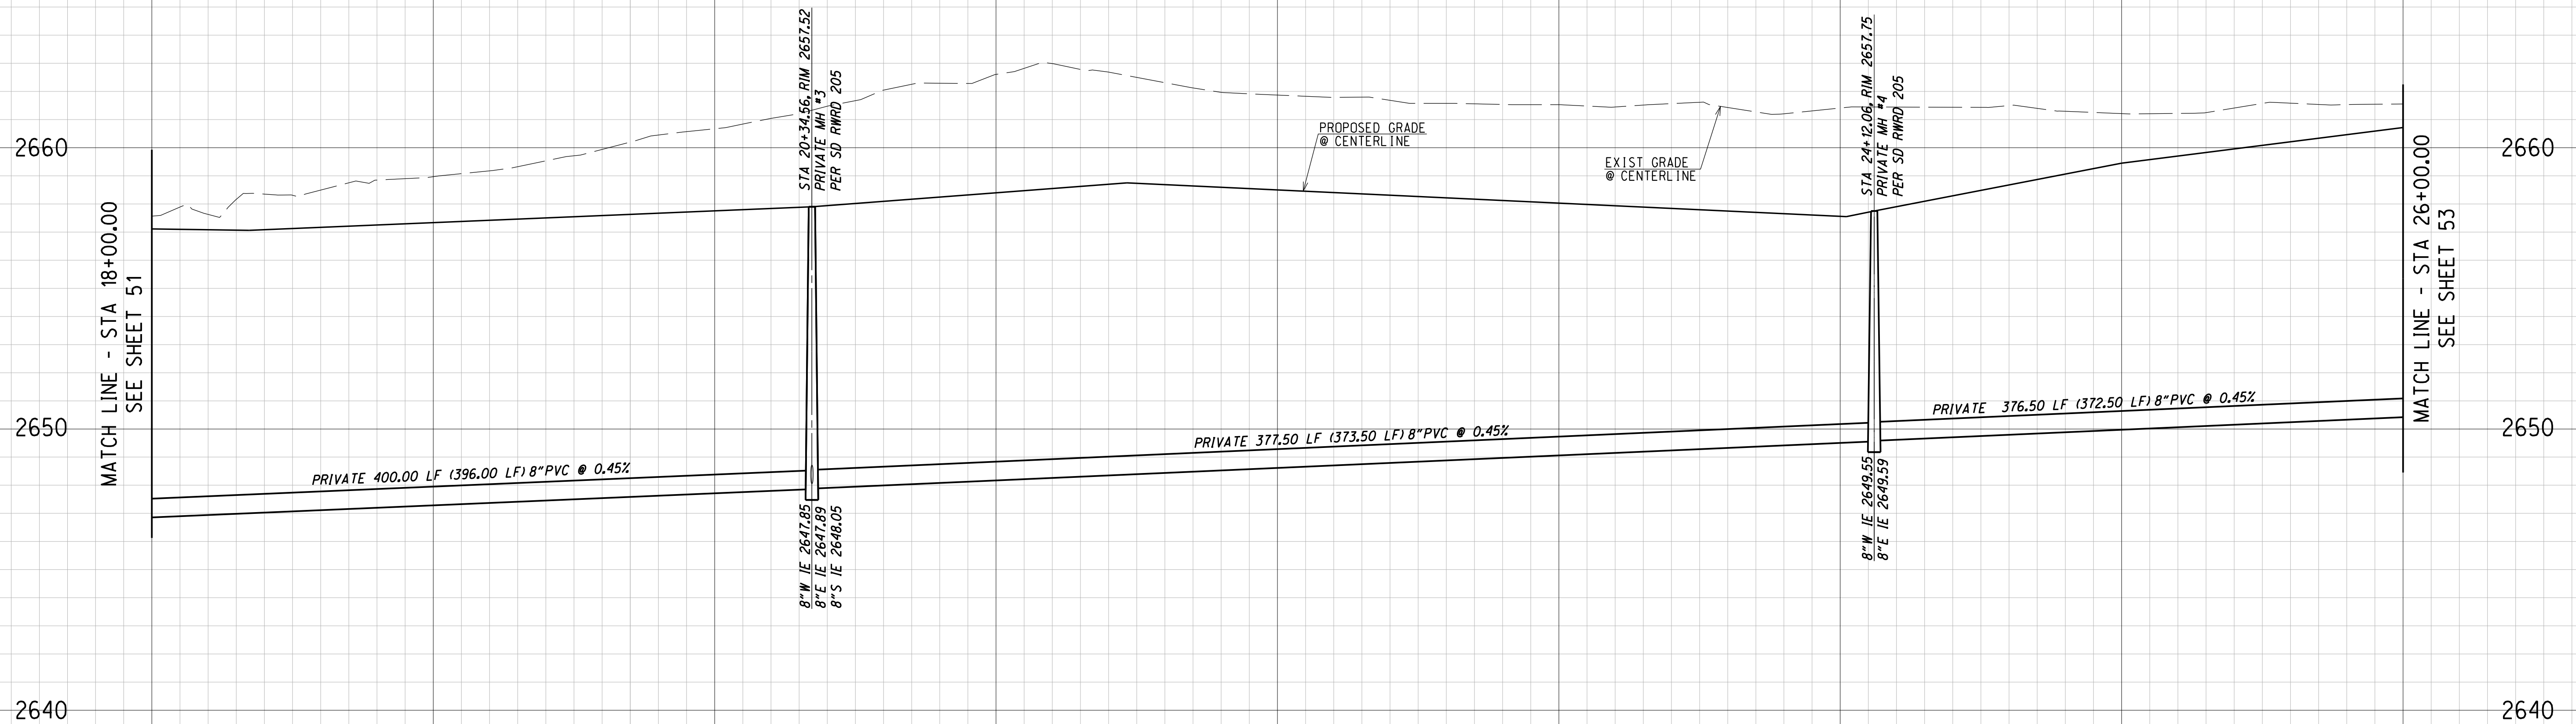 2660
2650
2640
MATCH LINE - STA 18+00.00
SEE SHEET 51
PRIVATE 400.00 LF (396.00 LF) 8"PVC @ 0.45%
STA 20+34.56, RIM 2657.52
PRIVATE MH #3
PER SD RWRD 205
8"W IE 2647.85
8"E IE 2647.89
8"S IE 2648.05
PROPOSED GRADE
@ CENTERLINE
PRIVATE 377.50 LF (373.50 LF) 8"PVC @ 0.45%
EXIST GRADE
@ CENTERLINE
STA 24+12.06, RIM 2657.75
PRIVATE MH #4
PER SD RWRD 205
8"W IE 2649.55
8"E IE 2649.59
PRIVATE 376.50 LF (372.50 LF) 8"PVC @ 0.45%
MATCH LINE - STA 26+00.00
SEE SHEET 53
2660
2650
2640